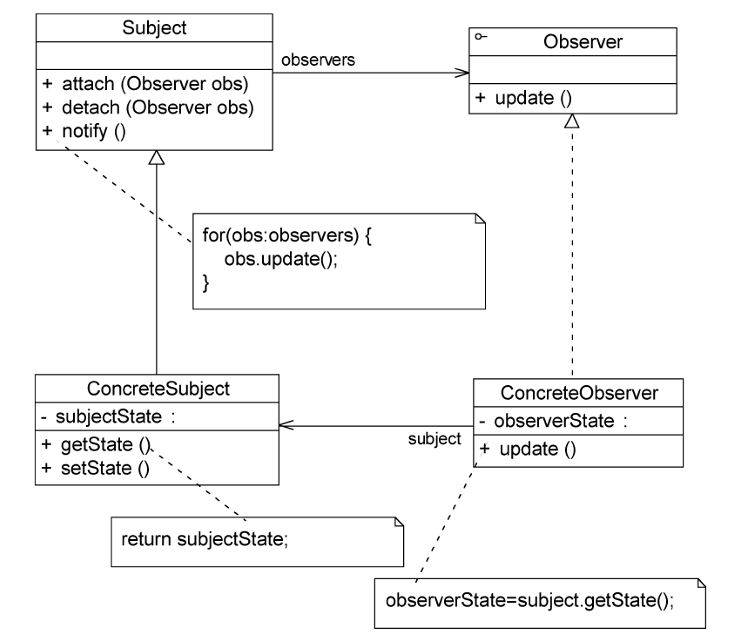 Subject
+ attach (Observer obs)
+ detach (Observer obs)
+ notify ()
observers
Observer
+ update ()
for(obs:observers) {
obs.update();
}
ConcreteSubject
- subjectState :
+ getState ()
+ setState ()
subject
ConcreteObserver
- observerState :
+ update ()
return subjectState;
observerState=subject.getState();